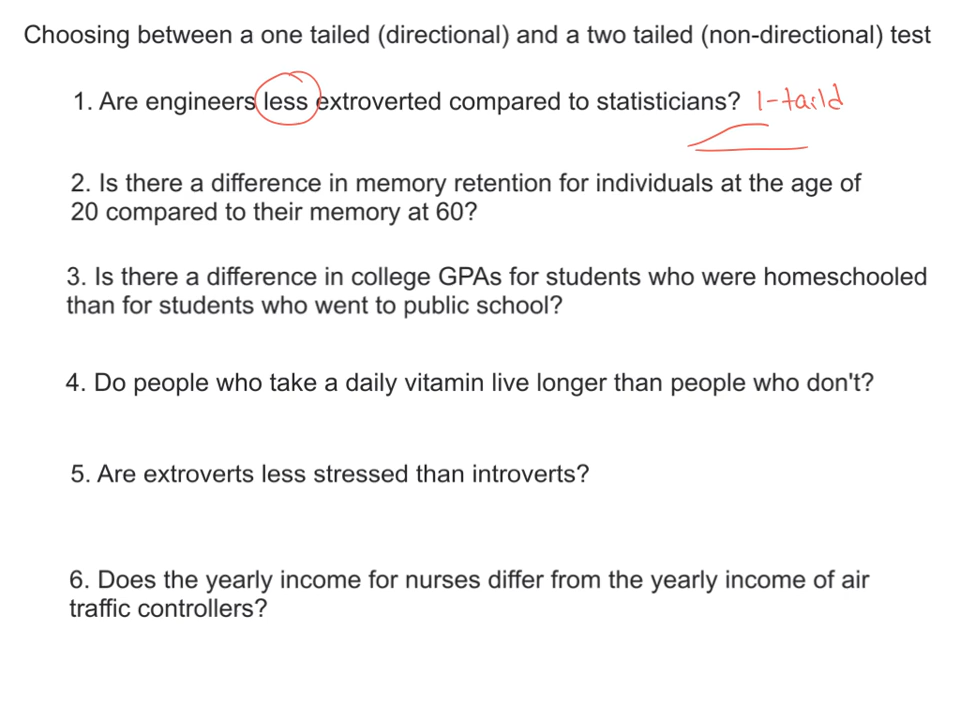 Choosing between a one tailed (directional) and a two tailed (non-directional) test
1. Are engineers less extroverted compared to statisticians? 1-taild
2. Is there a difference in memory retention for individuals at the age of
20 compared to their memory at 60?
3. Is there a difference in college GPAs for students who were homeschooled
than for students who went to public school?
4. Do people who take a daily vitamin live longer than people who don't?
5. Are extroverts less stressed than introverts?
6. Does the yearly income for nurses differ from the yearly income of air
traffic controllers?